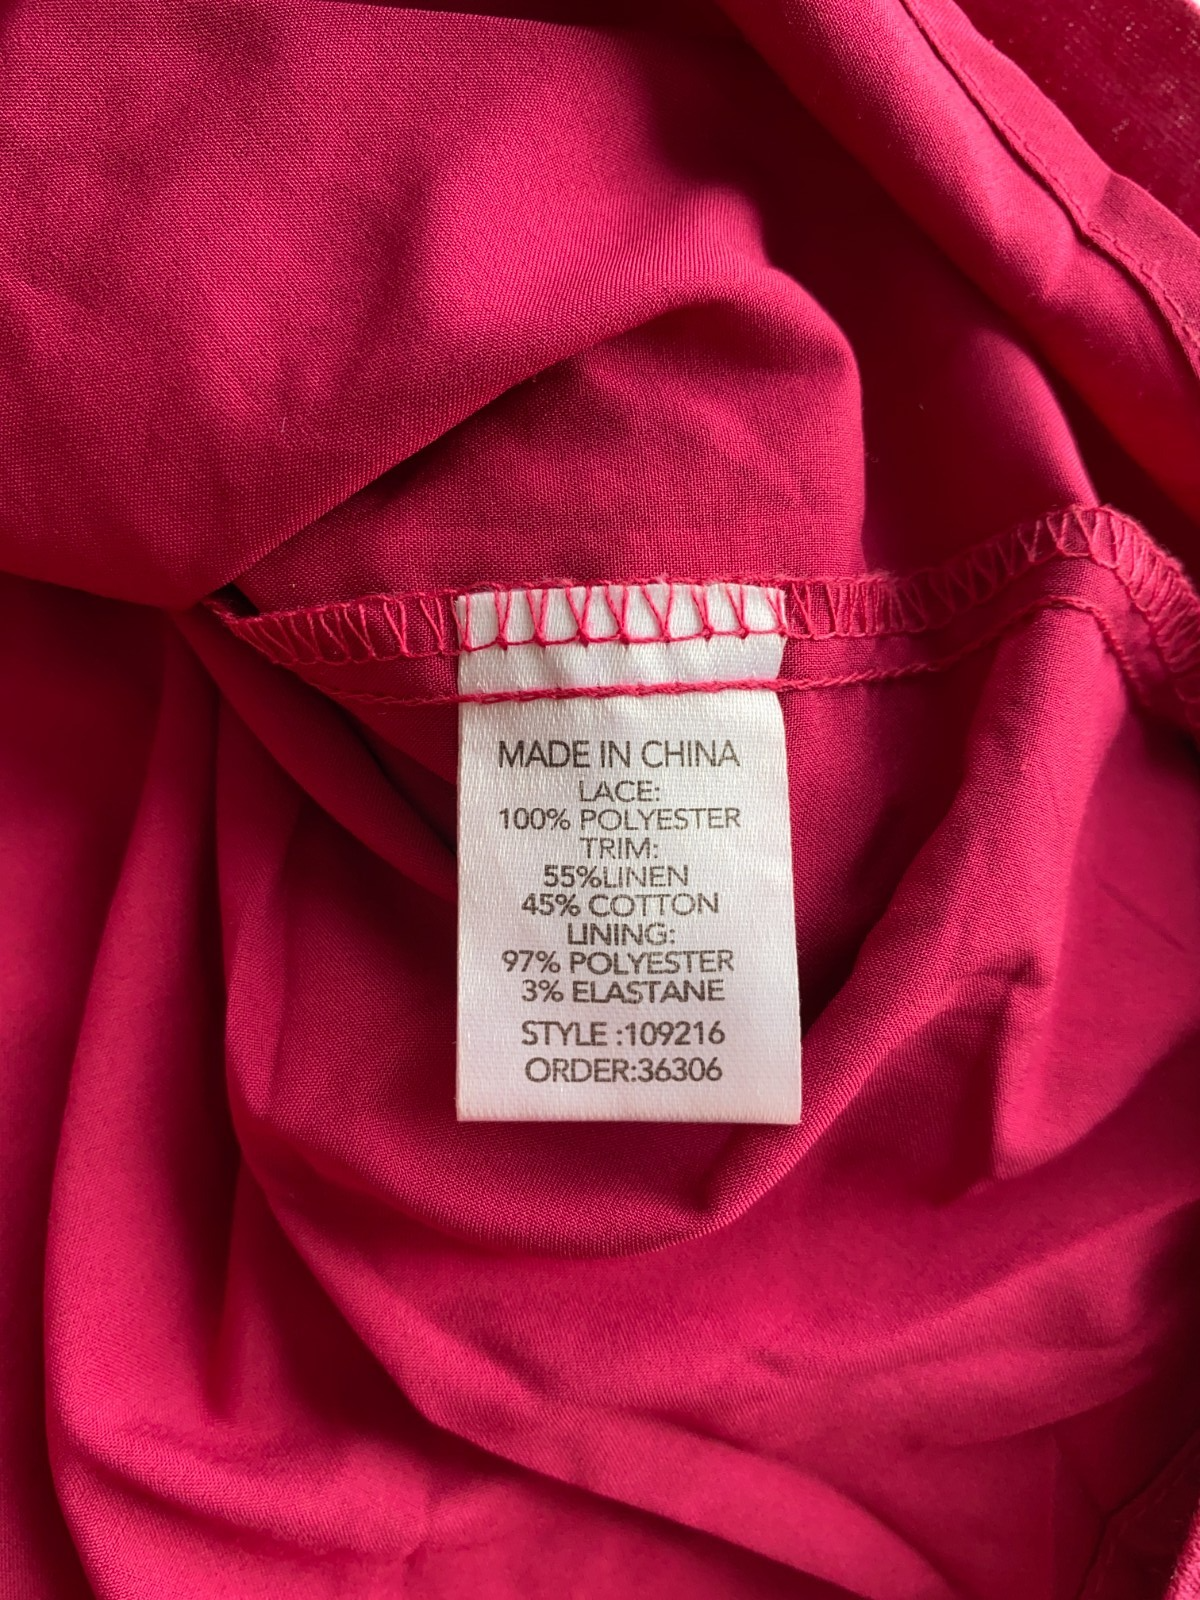 MADE IN CHINA
LACE:
100% POLYESTER
TRIM:
55%LINEN
45% COTTON
LINING:
97% POLYESTER
3% ELASTANE
STYLE :109216
ORDER:36306